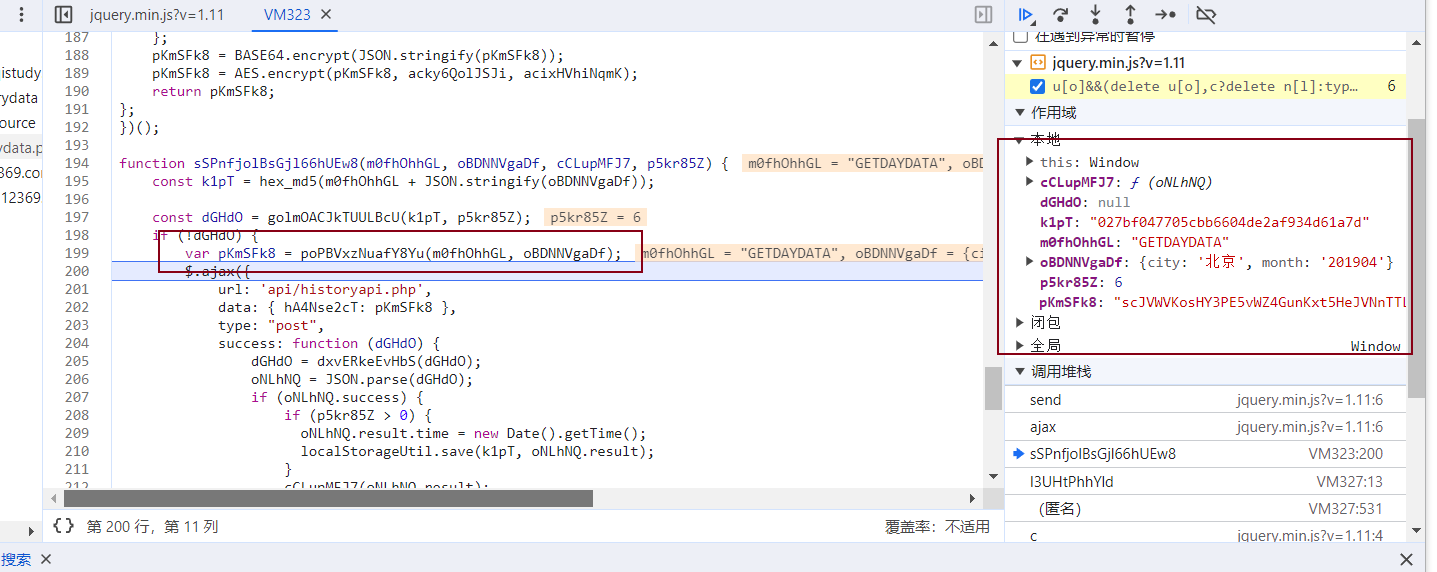 jquery.min.js?v=1.11
VM323
istudy
ydata
ource
ydata.p
369.com
12369
187 };
188 pKmSFk8 = BASE64.encrypt(JSON.stringify(pKmSFk8));
189 pKmSFk8 = AES.encrypt(pKmSFk8, acky6QolJSJi, acixHVhiNqmK);
190 return pKmSFk8;
191 };
192 })();
193
194 function sSPnfjolBsGjl66hUEw8(m0fhOhhGL, oBDNNVgaDf, cCLupMFJ7, p5kr85Z) { m0fhOhhGL = "GETDAYDATA", oBD
195 const k1pT = hex_md5(m0fhOhhGL + JSON.stringify(oBDNNVgaDf));
196
197 const dGHdO = golmOACJkTUULBcU(k1pT, p5kr85Z); p5kr85Z = 6
198 if (!dGHdO) {
199 var pKmSFk8 = poPBVxzNuafY8Yu(m0fhOhhGL, oBDNNVgaDf); m0fhOhhGL = "GETDAYDATA", oBDNNVgaDf = {ci
200 $.ajax({
201 url: 'api/historyapi.php',
202 data: { hA4Nse2cT: pKmSFk8 },
203 type: "post",
204 success: function (dGHdO) {
205 dGHdO = dxvERkeEvHbS(dGHdO);
206 oNLhNQ = JSON.parse(dGHdO);
207 if (oNLhNQ.success) {
208 if (p5kr85Z > 0) {
209 oNLhNQ.result.time = new Date().getTime();
210 localStorageUtil.save(k1pT, oNLhNQ.result);
211 }
212 cCLupMFJ7(oNLhNQ.result);
{} 第 200 行，第 11 列
覆盖率：不适用
搜索
在遇到异常时暂停
jquery.min.js?v=1.11
u[o]&&(delete u[o],c?delete n[l]:typ… 6
作用域
本地
this: Window
cCLupMFJ7: ƒ (oNLhNQ)
dGHdO: null
k1pT: "027bf047705cbb6604de2af934d61a7d"
m0fhOhhGL: "GETDAYDATA"
oBDNNVgaDf: {city: '北京', month: '201904'}
p5kr85Z: 6
pKmSFk8: "scJVWVKosHY3PE5vWZ4GunKxt5HeJVNnTTL
闭包
全局 Window
调用堆栈
send jquery.min.js?v=1.11:6
ajax jquery.min.js?v=1.11:6
sSPnfjolBsGjl66hUEw8 VM323:200
l3UHtPhhYld VM327:13
(匿名) VM327:531
c jquery.min.js?v=1.11:4